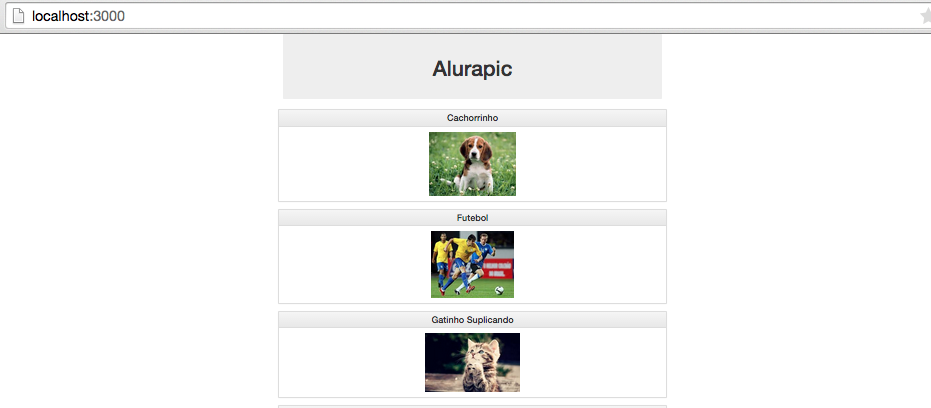 localhost:3000
Alurapic
Cachorrinho
Futebol
Gatinho Suplicando